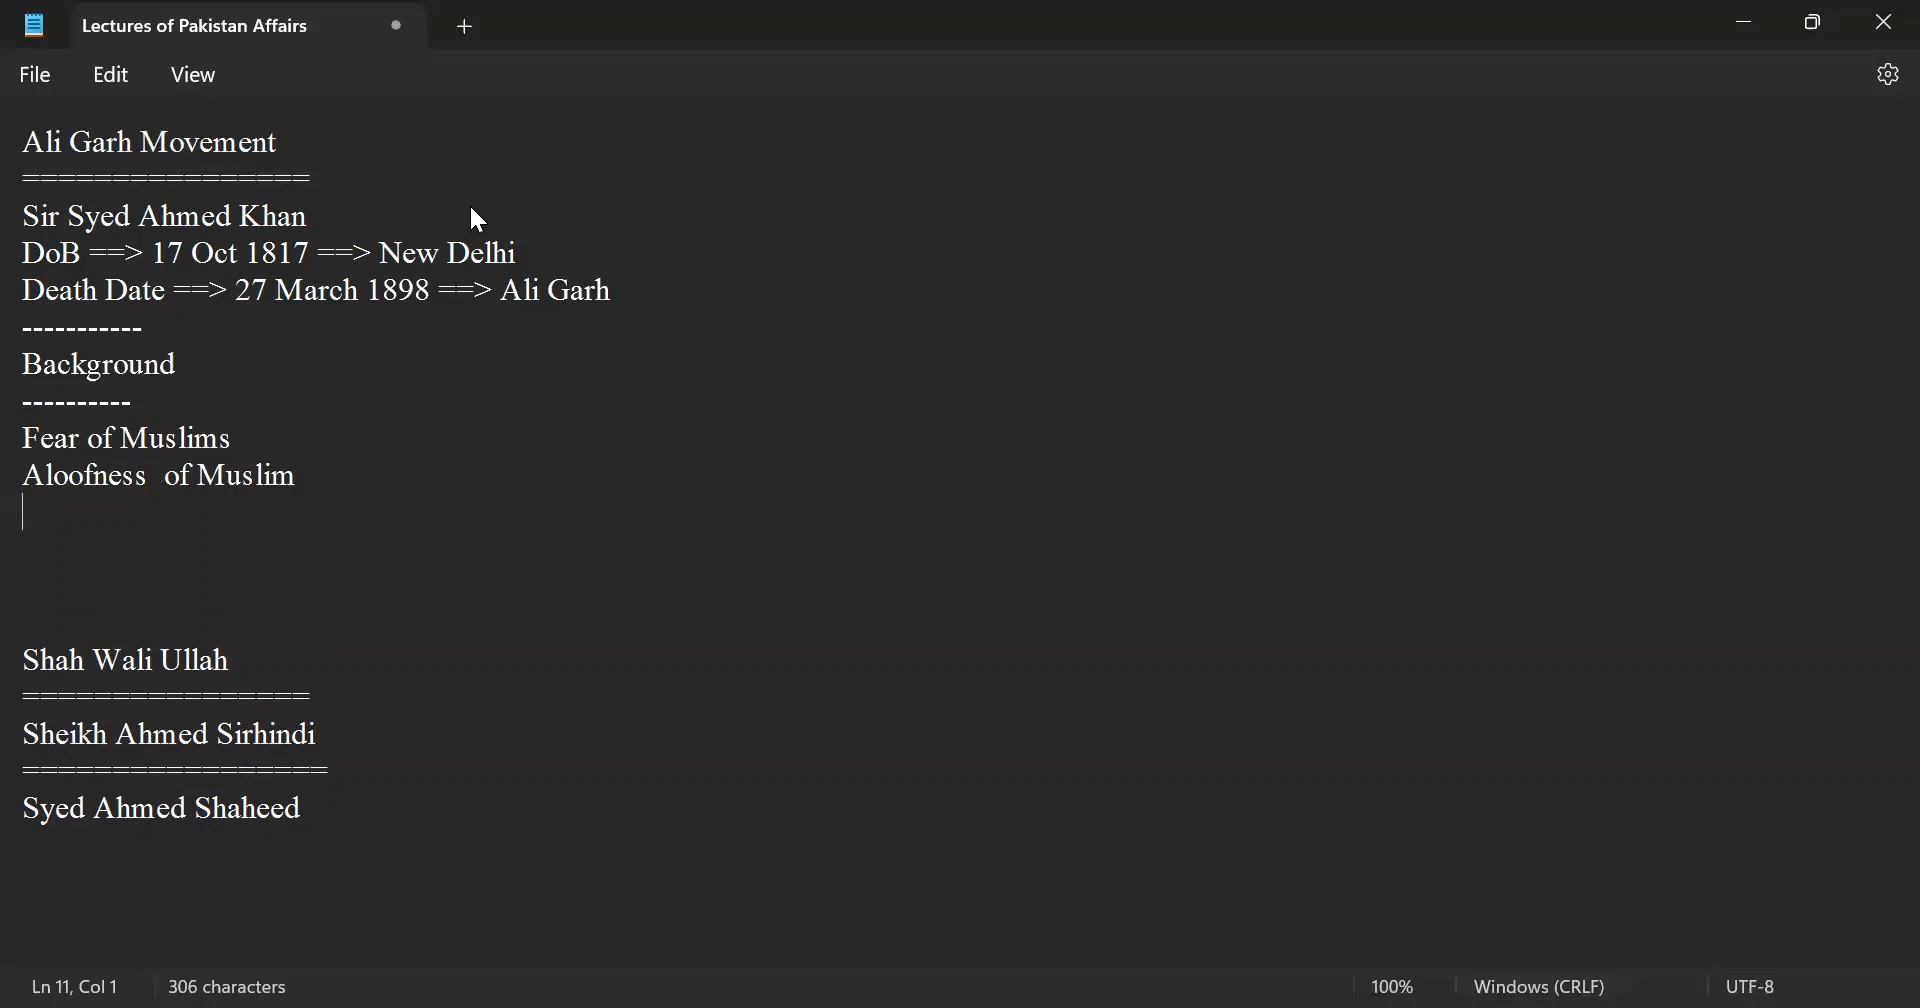 Lectures of Pakistan Affairs
File Edit View
Ali Garh Movement
================
Sir Syed Ahmed Khan
DoB ==> 17 Oct 1817 ==> New Delhi
Death Date ==> 27 March 1898 ==> Ali Garh
-----------
Background
----------
Fear of Muslims
Aloofness  of Muslim
Shah Wali Ullah
================
Sheikh Ahmed Sirhindi
=================
Syed Ahmed Shaheed
Ln 11, Col 1 306 characters 100% Windows (CRLF) UTF-8